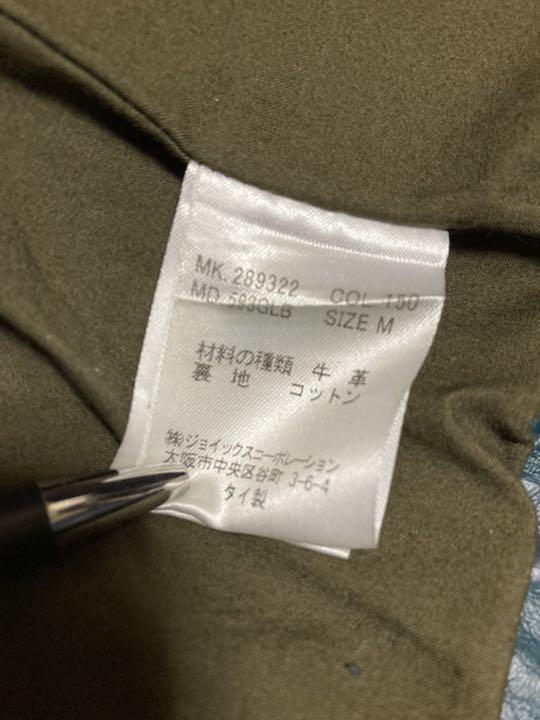 MK. 289322 COL 150
MD. 593GLB SIZE M
材料の種類 牛 革
裏 地 コットン
㈱ジョイックスコーポレーション
大阪市中央区谷町 3-6-4
タイ製